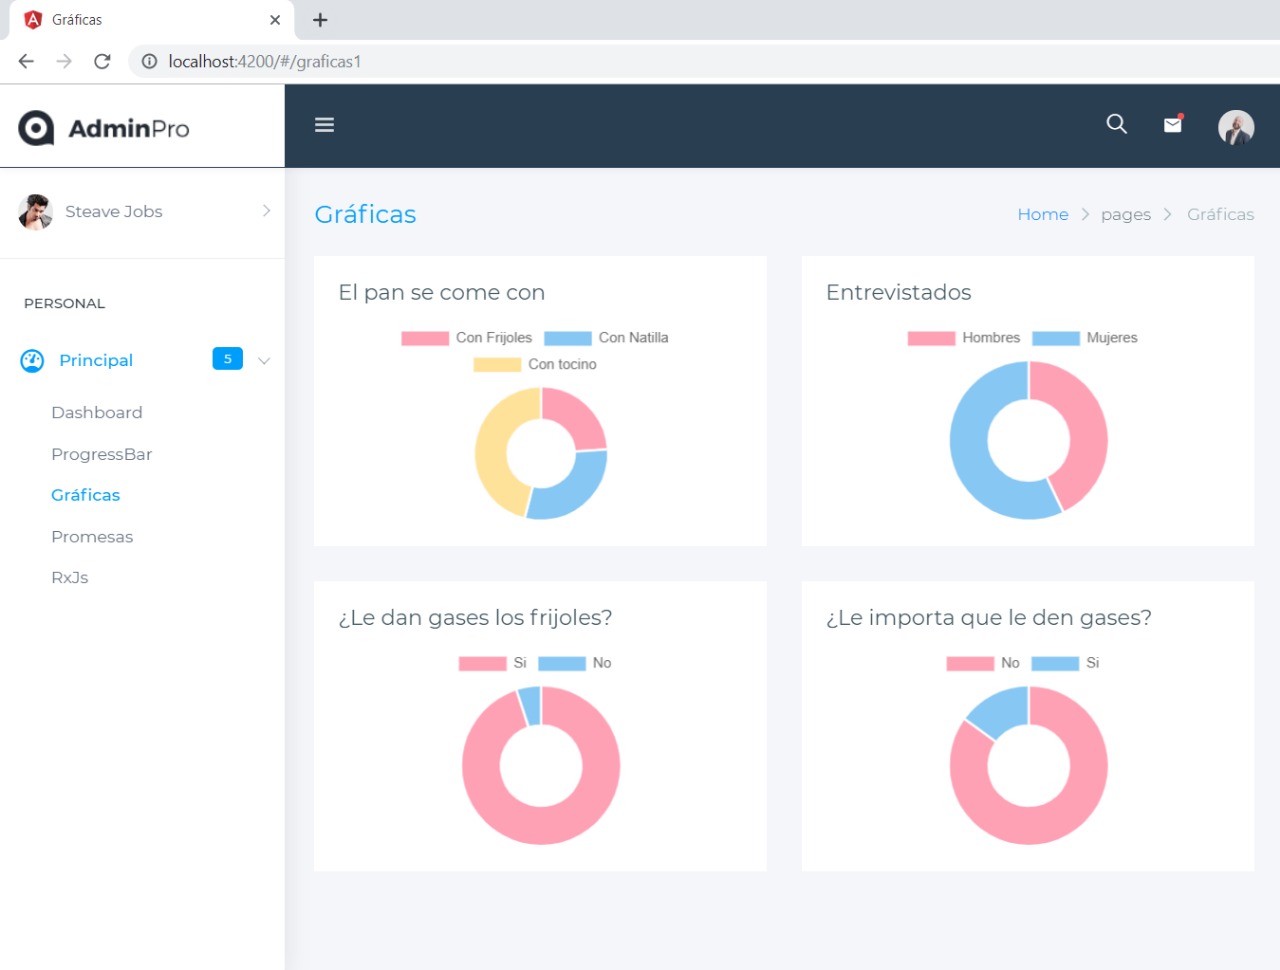 Gráficas
localhost:4200/#/graficas1
AdminPro
Steave Jobs
PERSONAL
Principal 5
Dashboard
ProgressBar
Gráficas
Promesas
RxJs
Gráficas
Home pages Gráficas
El pan se come con
Con Frijoles Con Natilla
Con tocino
Entrevistados
Hombres Mujeres
¿Le dan gases los frijoles?
Si No
¿Le importa que le den gases?
No Si